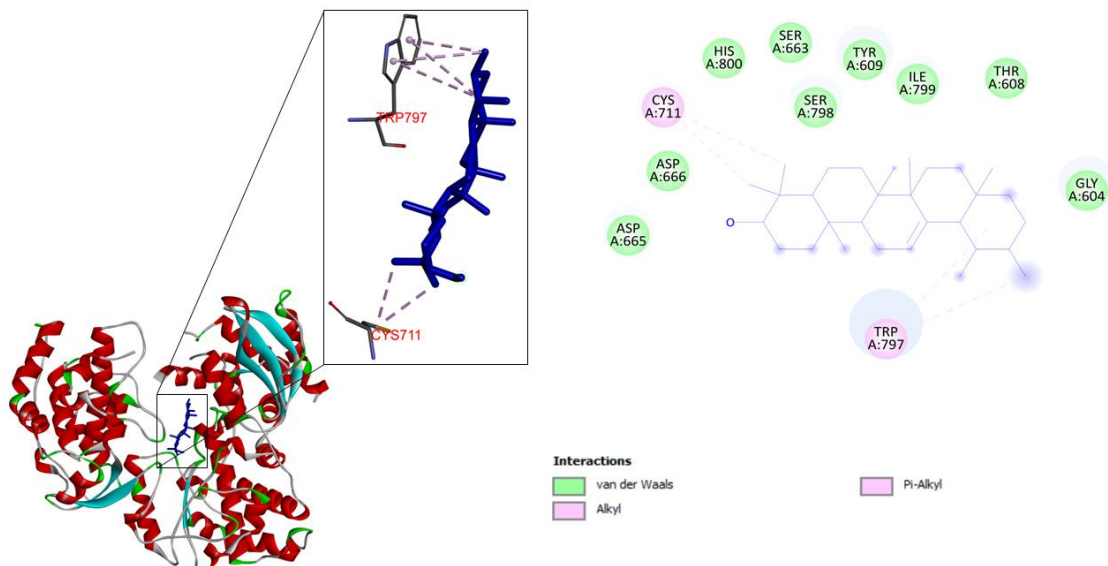 TRP797
CYS711
HIS
A:800
SER
A:663
TYR
A:609
ILE
A:799
THR
A:608
CYS
A:711
SER
A:798
ASP
A:666
GLY
A:604
ASP
A:665
O
TRP
A:797
Interactions
van der Waals
Alkyl
Pi-Alkyl